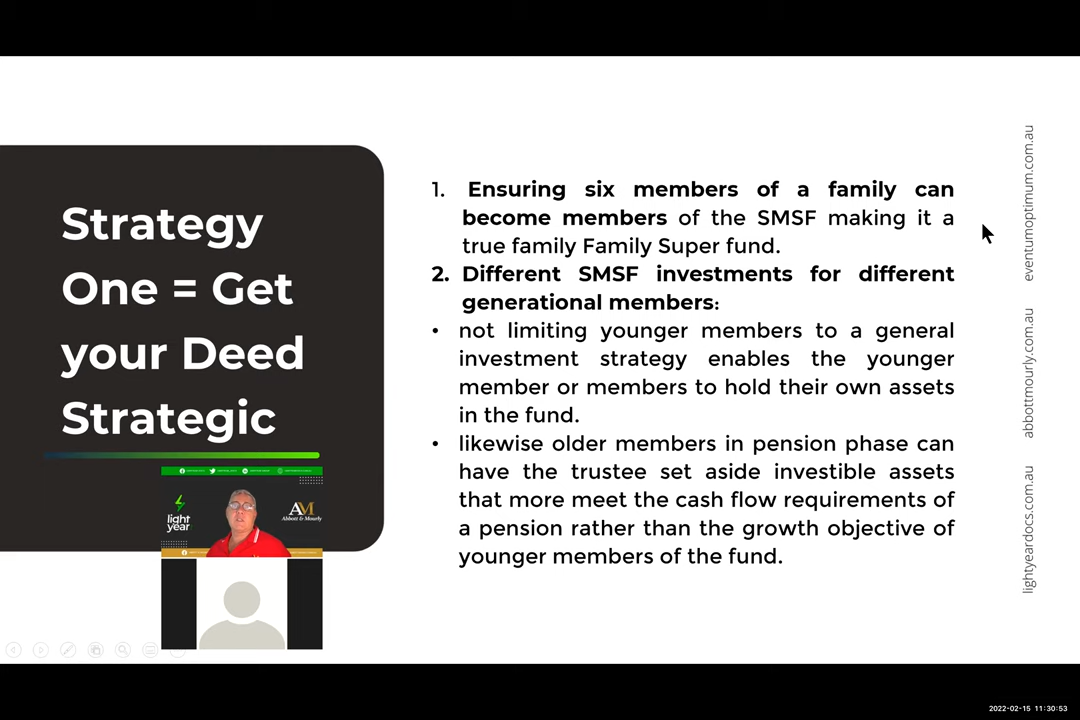 Strategy
One = Get
your Deed
Strategic
1. Ensuring six members of a family can
become members of the SMSF making it a
true family Family Super fund.
2. Different SMSF investments for different
generational members:
• not limiting younger members to a general
investment strategy enables the younger
member or members to hold their own assets
in the fund.
• likewise older members in pension phase can
have the trustee set aside investible assets
that more meet the cash flow requirements of
a pension rather than the growth objective of
younger members of the fund.
lightyeardocs.com.au
abbottmourly.com.au
eventumoptimum.com.au
light
year
AM
Abbott & Mourly
2022-02-15 11:30:53